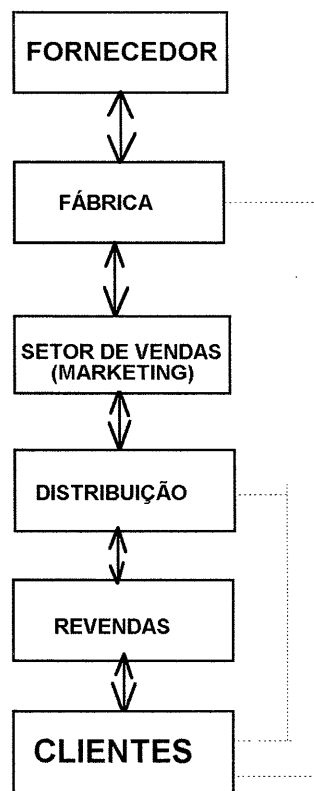 FORNECEDOR
FÁBRICA
SETOR DE VENDAS
(MARKETING)
DISTRIBUIÇÃO
REVENDAS
CLIENTES